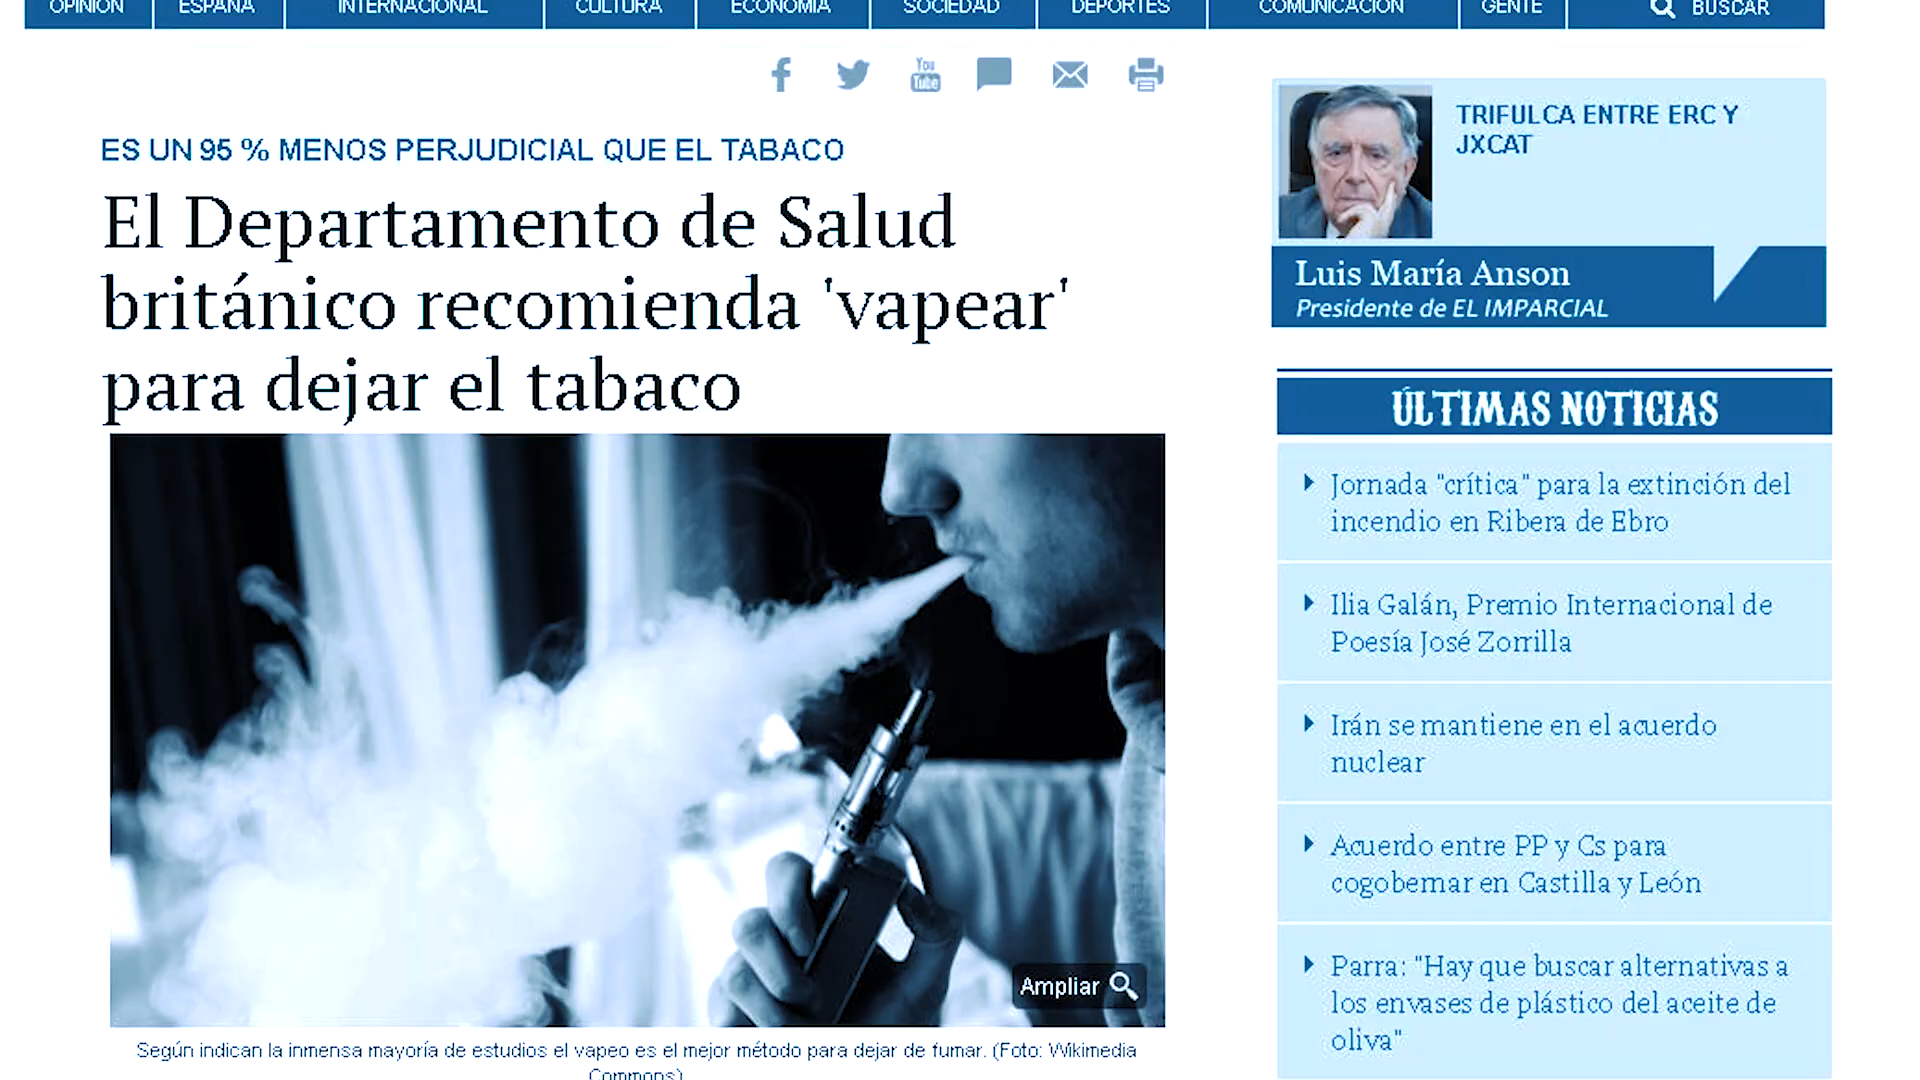 OPINIÓN ESPAÑA INTERNACIONAL CULTURA ECONOMÍA SOCIEDAD DEPORTES COMUNICACIÓN GENTE BUSCAR
You
Tube
ES UN 95 % MENOS PERJUDICIAL QUE EL TABACO
El Departamento de Salud
británico recomienda 'vapear'
para dejar el tabaco
Ampliar
Según indican la inmensa mayoría de estudios el vapeo es el mejor método para dejar de fumar. (Foto: Wikimedia
Commons)
TRIFULCA ENTRE ERC Y
JXCAT
Luis María Anson
Presidente de EL IMPARCIAL
ÚLTIMAS NOTICIAS
Jornada "crítica" para la extinción del
incendio en Ribera de Ebro
Ilia Galán, Premio Internacional de
Poesía José Zorrilla
Irán se mantiene en el acuerdo
nuclear
Acuerdo entre PP y Cs para
cogobernar en Castilla y León
Parra: "Hay que buscar alternativas a
los envases de plástico del aceite de
oliva"